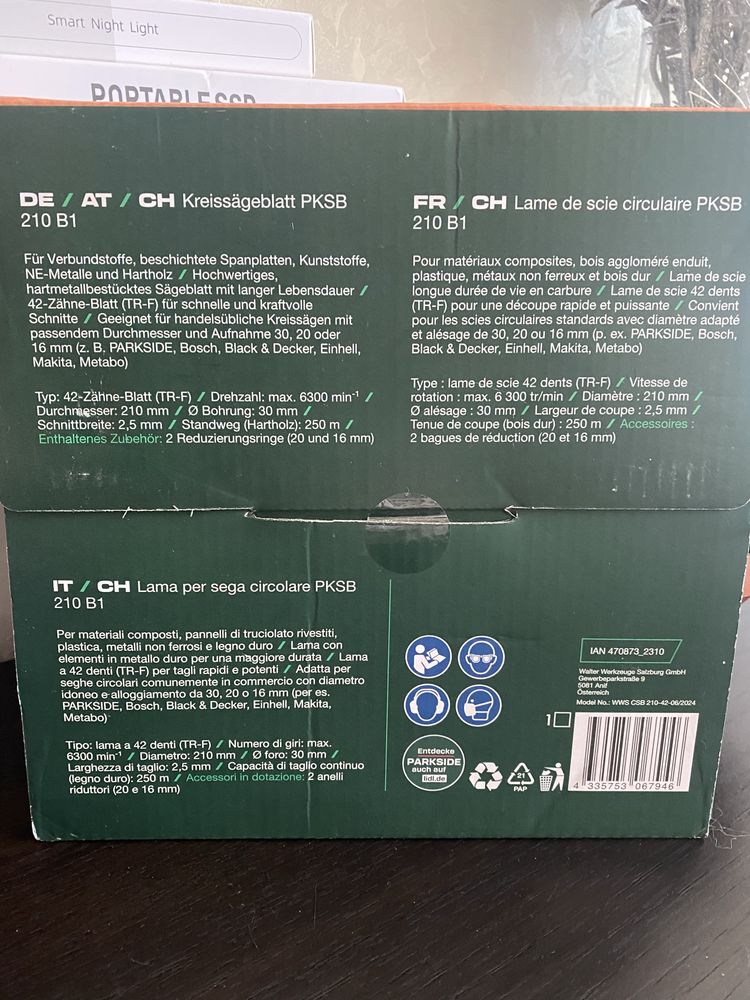 Smart Night Light
PORTABLE SSD
DE / AT / CH Kreissägeblatt PKSB
210 B1
Für Verbundstoffe, beschichtete Spanplatten, Kunststoffe,
NE-Metalle und Hartholz / Hochwertiges,
hartmetallbestücktes Sägeblatt mit langer Lebensdauer /
42-Zähne-Blatt (TR-F) für schnelle und kraftvolle
Schnitte / Geeignet für handelsübliche Kreissägen mit
passendem Durchmesser und Aufnahme 30, 20 oder
16 mm (z. B. PARKSIDE, Bosch, Black & Decker, Einhell,
Makita, Metabo)
Typ: 42-Zähne-Blatt (TR-F) / Drehzahl: max. 6300 min⁻¹ /
Durchmesser: 210 mm / Ø Bohrung: 30 mm /
Schnittbreite: 2,5 mm / Standweg (Hartholz): 250 m /
Enthaltenes Zubehör: 2 Reduzierungsringe (20 und 16 mm)
FR / CH Lame de scie circulaire PKSB
210 B1
Pour matériaux composites, bois aggloméré enduit,
plastique, métaux non ferreux et bois dur / Lame de scie
longue durée de vie en carbure / Lame de scie 42 dents
(TR-F) pour une découpe rapide et puissante / Convient
pour les scies circulaires standards avec diamètre adapté
et alésage de 30, 20 ou 16 mm (p. ex. PARKSIDE, Bosch,
Black & Decker, Einhell, Makita, Metabo)
Type : lame de scie 42 dents (TR-F) / Vitesse de
rotation : max. 6 300 tr/min / Diamètre : 210 mm /
Ø alésage : 30 mm / Largeur de coupe : 2,5 mm /
Tenue de coupe (bois dur) : 250 m / Accessoires :
2 bagues de réduction (20 et 16 mm)
IT / CH Lama per sega circolare PKSB
210 B1
Per materiali composti, pannelli di truciolato rivestiti,
plastica, metalli non ferrosi e legno duro / Lama con
elementi in metallo duro per una maggiore durata / Lama
a 42 denti (TR-F) per tagli rapidi e potenti / Adatta per
seghe circolari comunemente in commercio con diametro
idoneo e alloggiamento da 30, 20 o 16 mm (per es.
PARKSIDE, Bosch, Black & Decker, Einhell, Makita,
Metabo)
Tipo: lama a 42 denti (TR-F) / Numero di giri: max.
6300 min⁻¹ / Diametro: 210 mm / Ø foro: 30 mm /
Larghezza di taglio: 2,5 mm / Capacità di taglio continuo
(legno duro): 250 m / Accessori in dotazione: 2 anelli
riduttori (20 e 16 mm)
Entdecke
PARKSIDE
auch auf
lidl.de
21
PAP
IAN 470873_2310
Walter Werkzeuge Salzburg GmbH
Gewerbeparkstraße 9
5081 Anif
Österreich
Model No.: WWS CSB 210-42-06/2024
1
4 335753 067946